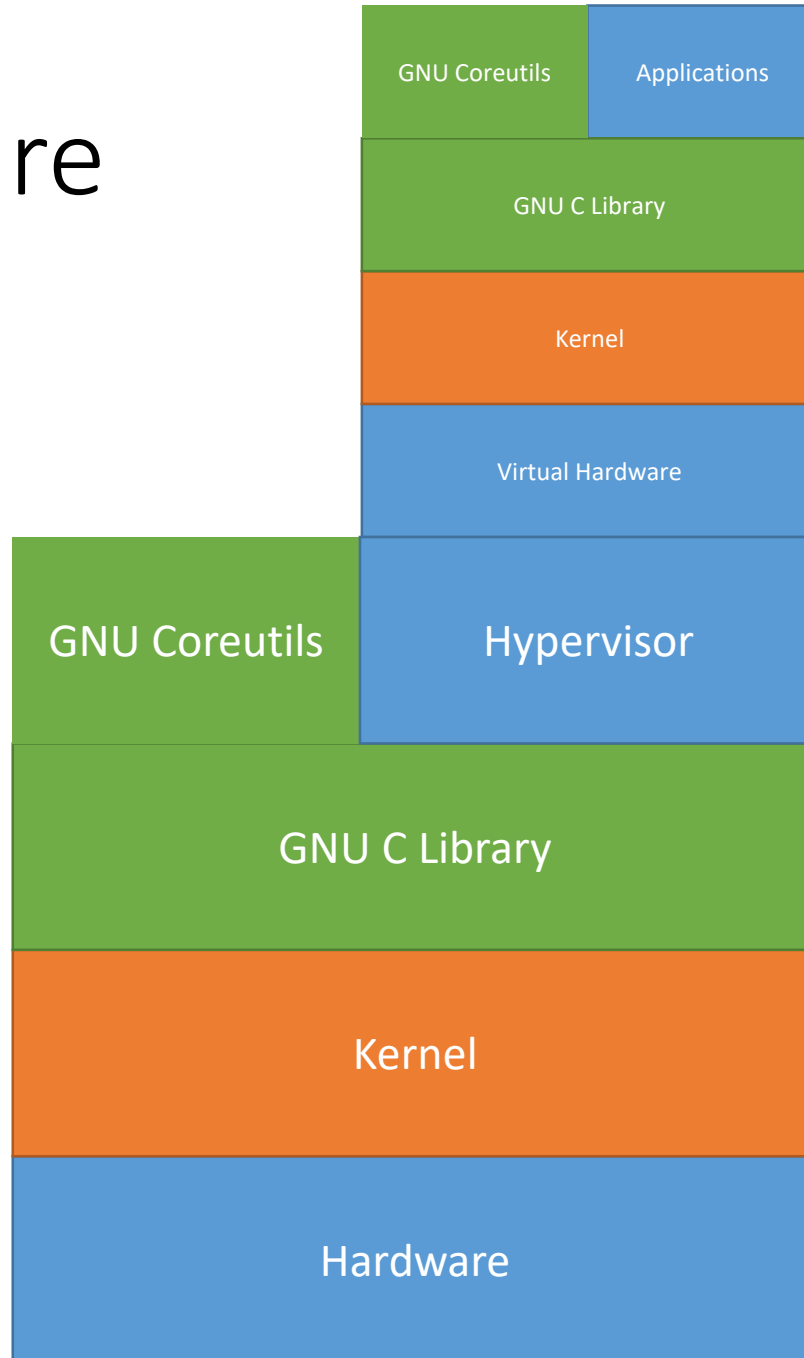 GNU Coreutils
Applications
re
GNU C Library
Kernel
Virtual Hardware
GNU Coreutils
Hypervisor
GNU C Library
Kernel
Hardware